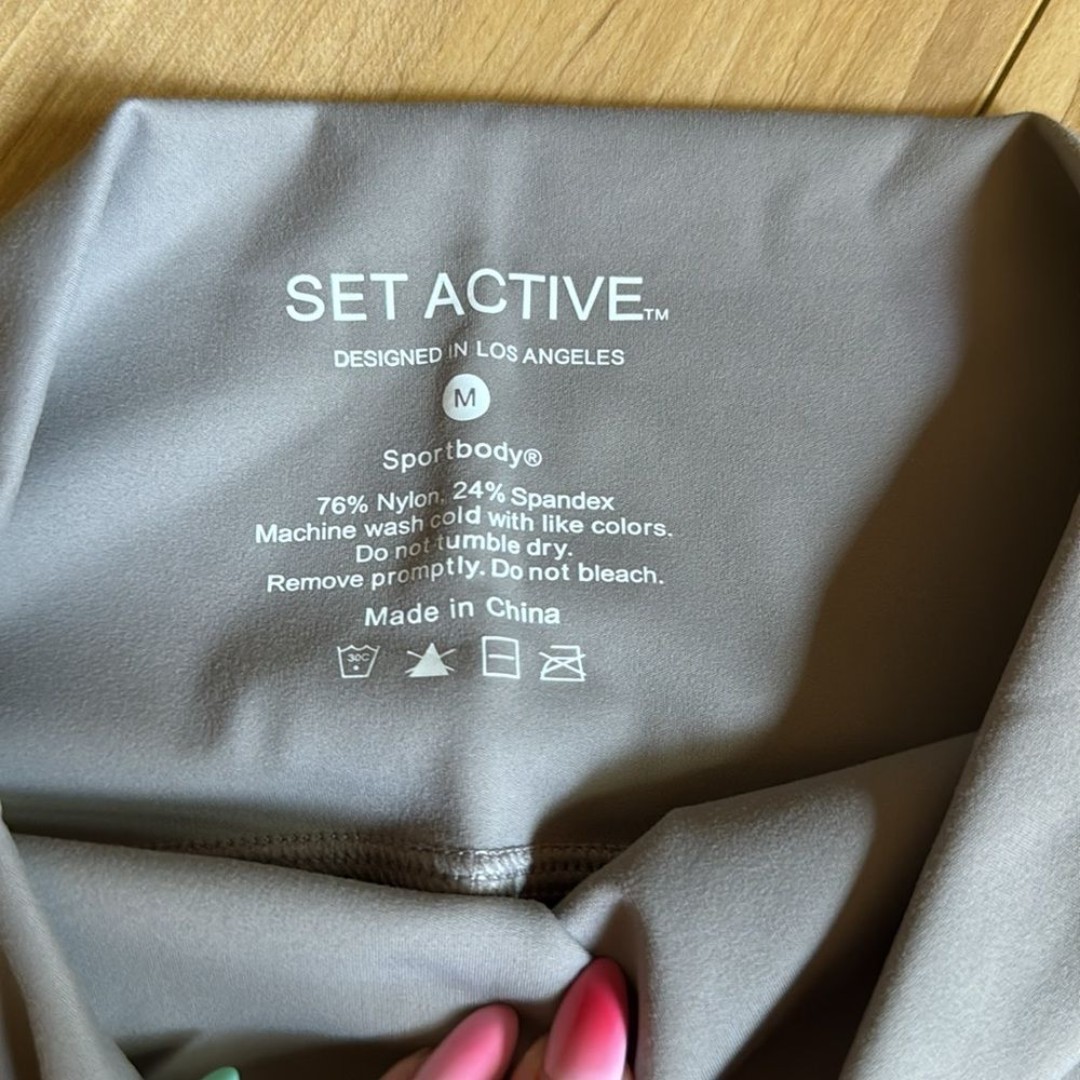 SET ACTIVE™
DESIGNED IN LOS ANGELES
M
Sportbody®
76% Nylon, 24% Spandex
Machine wash cold with like colors.
Do not tumble dry.
Remove promptly. Do not bleach.
Made in China
30C